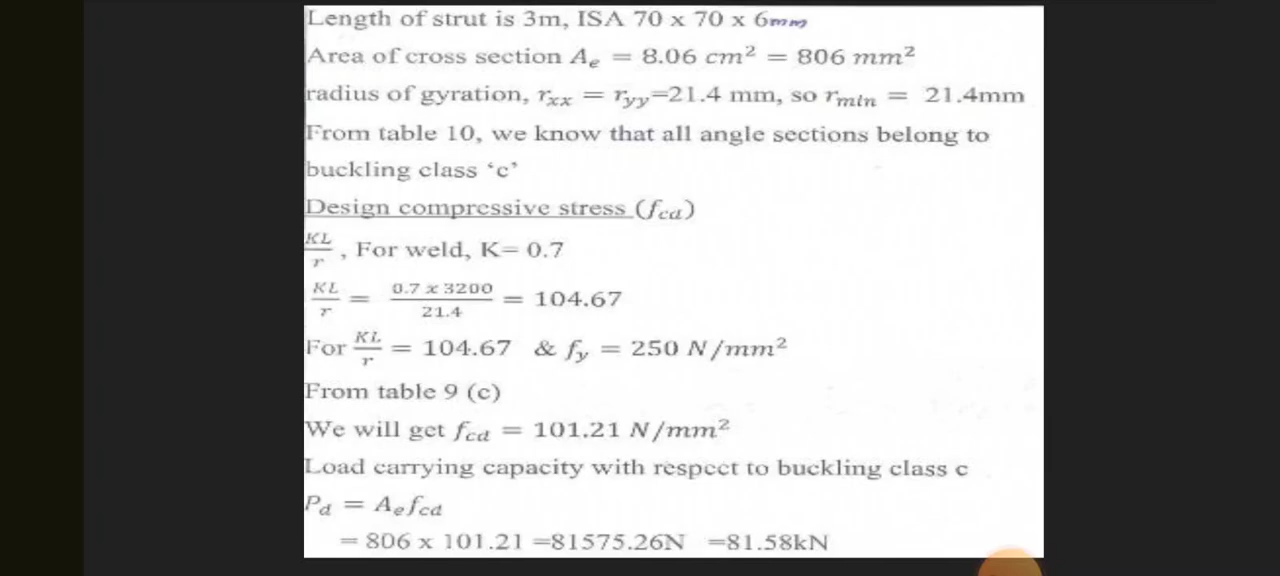 Length of strut is 3m, ISA 70 x 70 x 6mm
Area of cross section Ae = 8.06 cm² = 806 mm²
radius of gyration, rxx = ryy=21.4 mm, so rmin = 21.4mm
From table 10, we know that all angle sections belong to
buckling class ‘c’
Design compressive stress (fcd)
KL/r , For weld, K= 0.7
KL/r = 0.7 x 3200/21.4 = 104.67
For KL/r = 104.67 & fy = 250 N/mm²
From table 9 (c)
We will get fcd = 101.21 N/mm²
Load carrying capacity with respect to buckling class c
Pd = Aefcd
= 806 x 101.21 =81575.26N =81.58kN